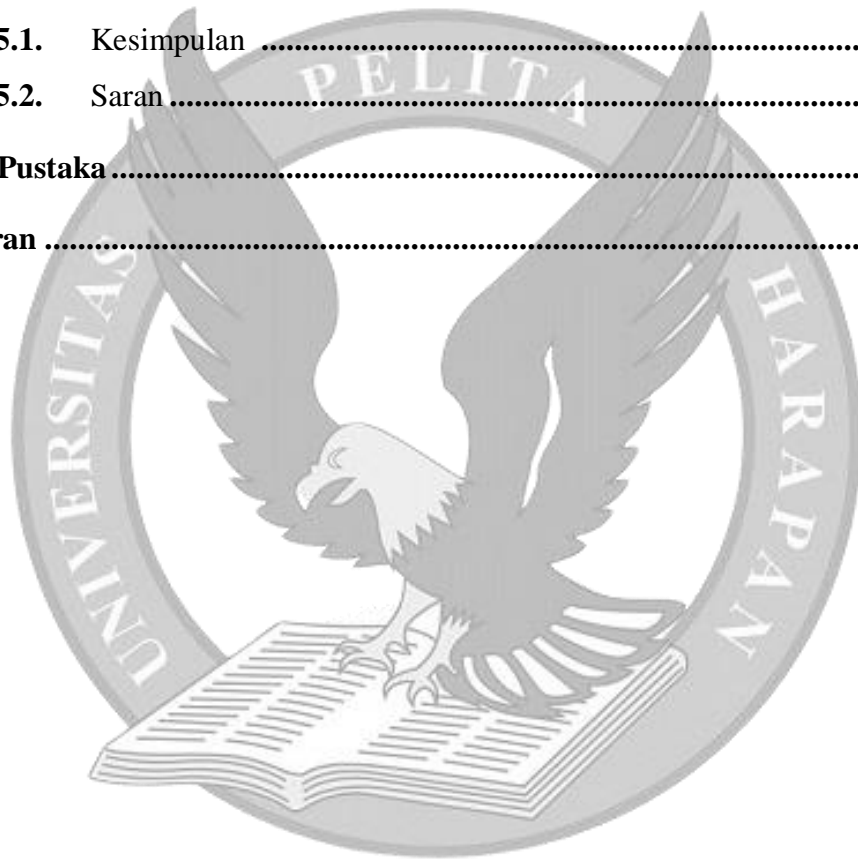 5.1. Kesimpulan ........................................................................
5.2. Saran ........................................................................
Pustaka ........................................................................
ran ........................................................................
UNIVERSITAS PELITA HARAPAN